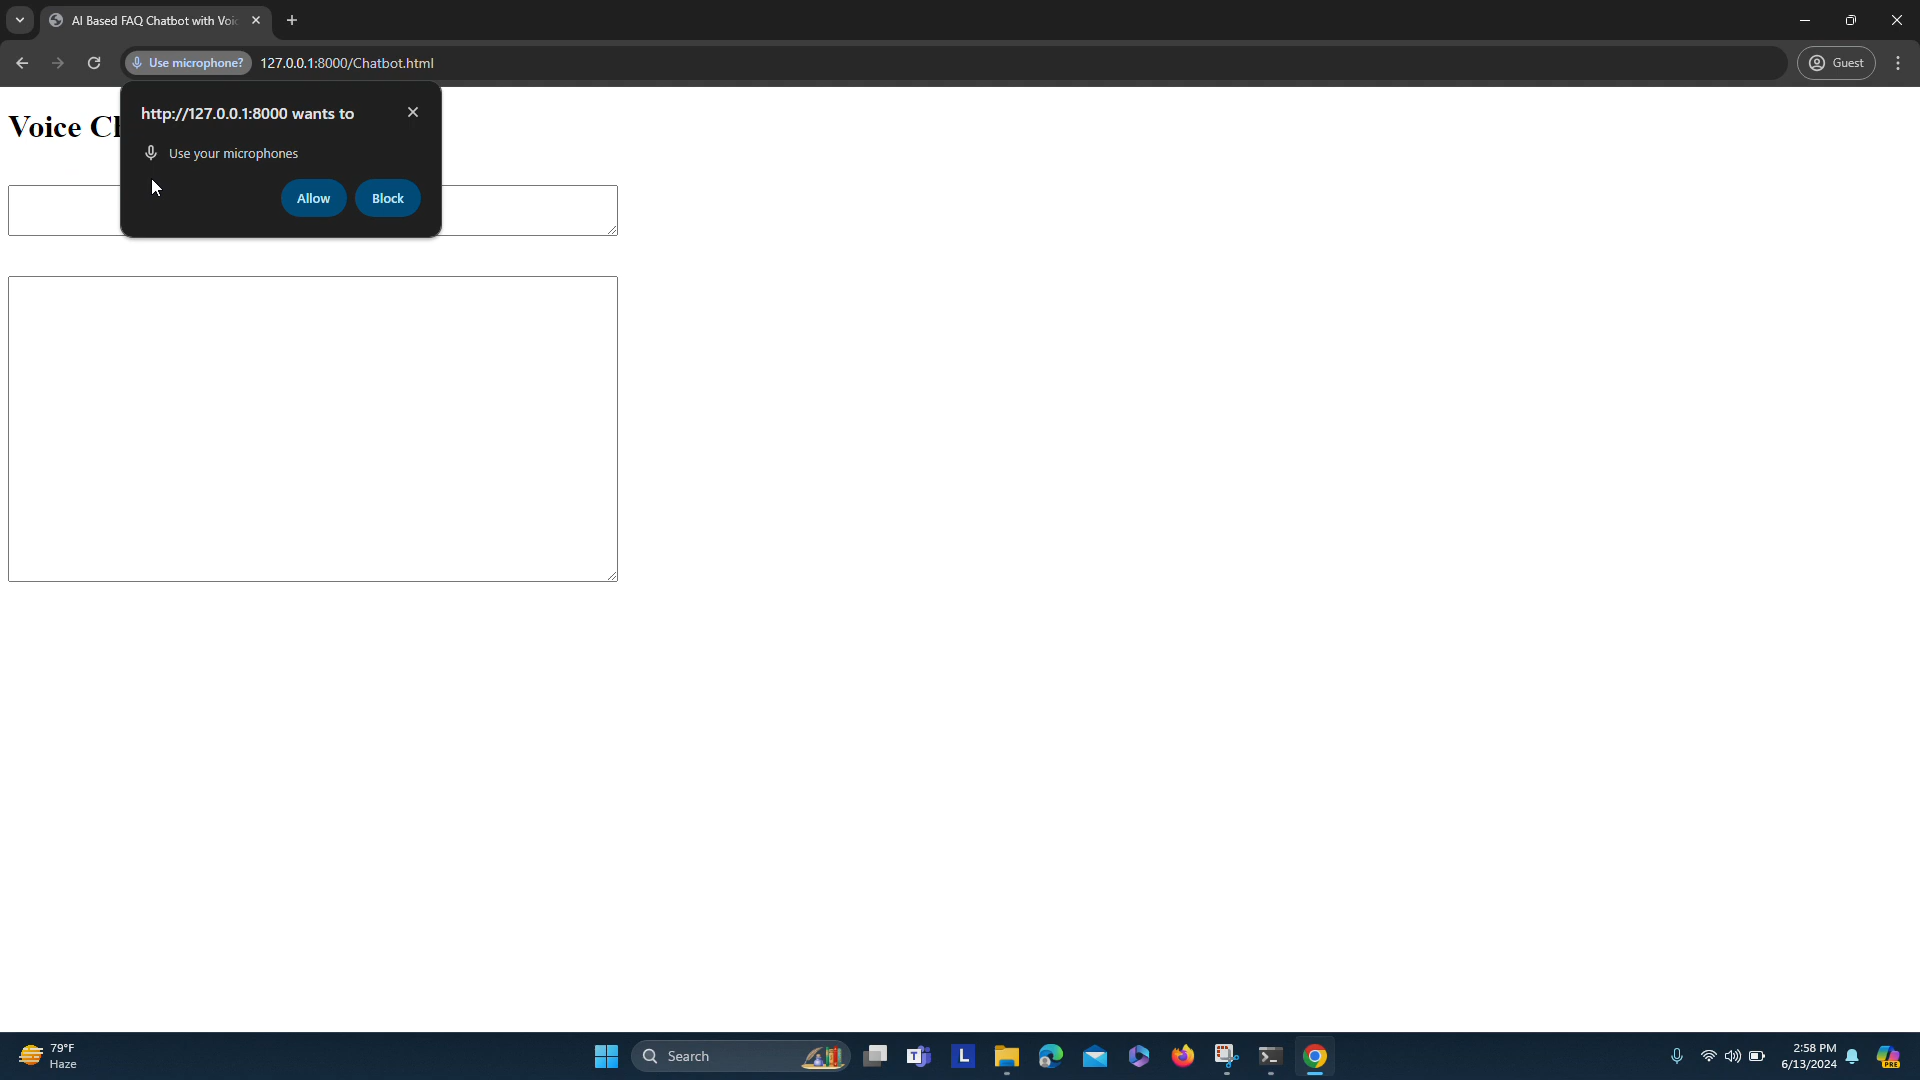 AI Based FAQ Chatbot with Voi
Use microphone?
127.0.0.1:8000/Chatbot.html
Guest
http://127.0.0.1:8000 wants to
Use your microphones
Allow
Block
Voice Ch
79°F
Haze
Search
T
L
PRE
2:58 PM
6/13/2024